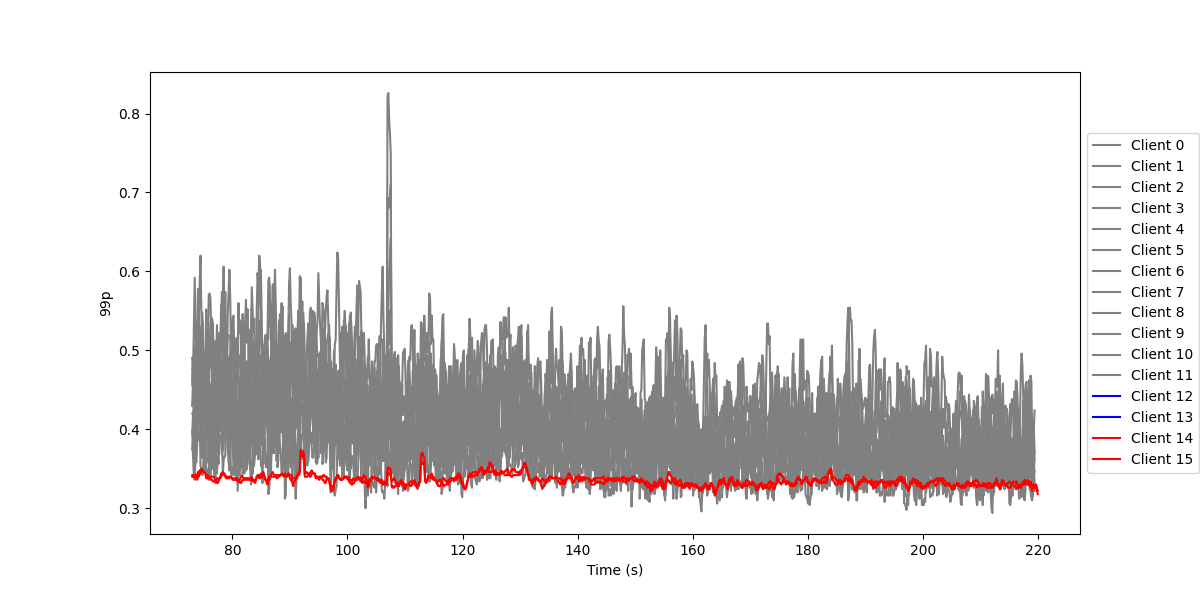 0.8
0.7
0.6
0.5
0.4
0.3
99p
80 100 120 140 160 180 200 220
Time (s)
Client 0
Client 1
Client 2
Client 3
Client 4
Client 5
Client 6
Client 7
Client 8
Client 9
Client 10
Client 11
Client 12
Client 13
Client 14
Client 15